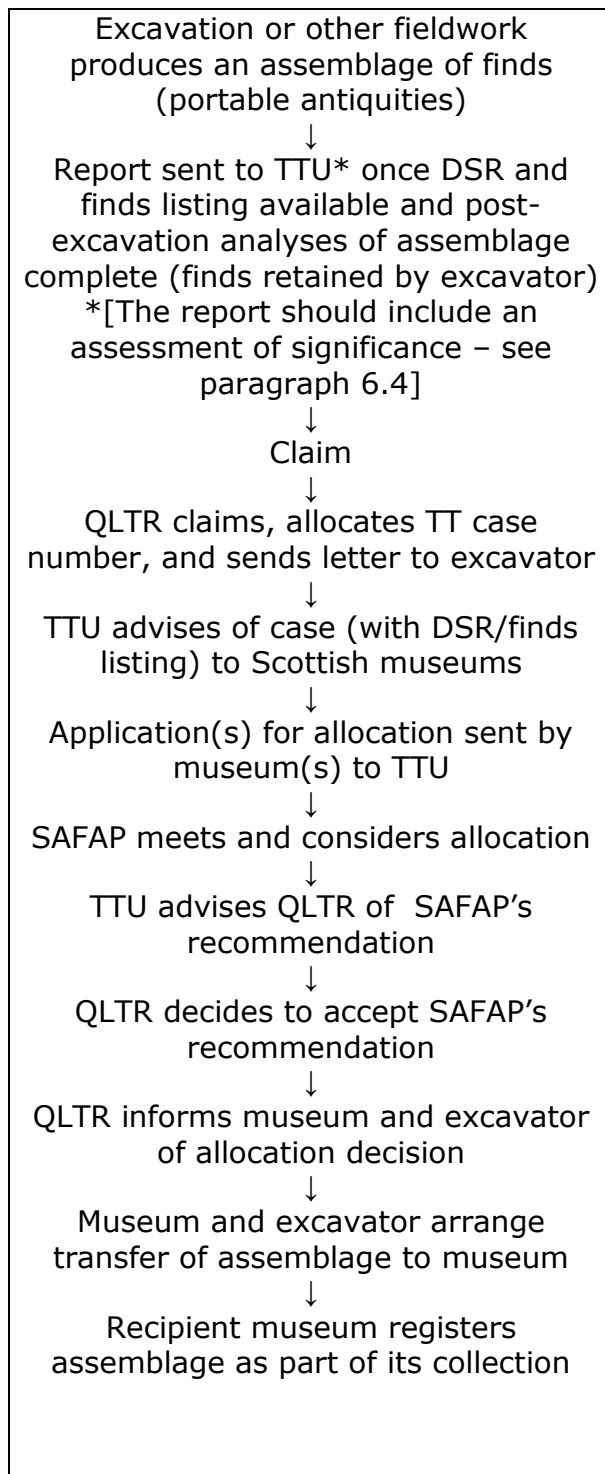 Excavation or other fieldwork
produces an assemblage of finds
(portable antiquities)
↓
Report sent to TTU* once DSR and
finds listing available and post-
excavation analyses of assemblage
complete (finds retained by excavator)
*[The report should include an
assessment of significance – see
paragraph 6.4]
↓
Claim
↓
QLTR claims, allocates TT case
number, and sends letter to excavator
↓
TTU advises of case (with DSR/finds
listing) to Scottish museums
↓
Application(s) for allocation sent by
museum(s) to TTU
↓
SAFAP meets and considers allocation
↓
TTU advises QLTR of SAFAP’s
recommendation
↓
QLTR decides to accept SAFAP’s
recommendation
↓
QLTR informs museum and excavator
of allocation decision
↓
Museum and excavator arrange
transfer of assemblage to museum
↓
Recipient museum registers
assemblage as part of its collection